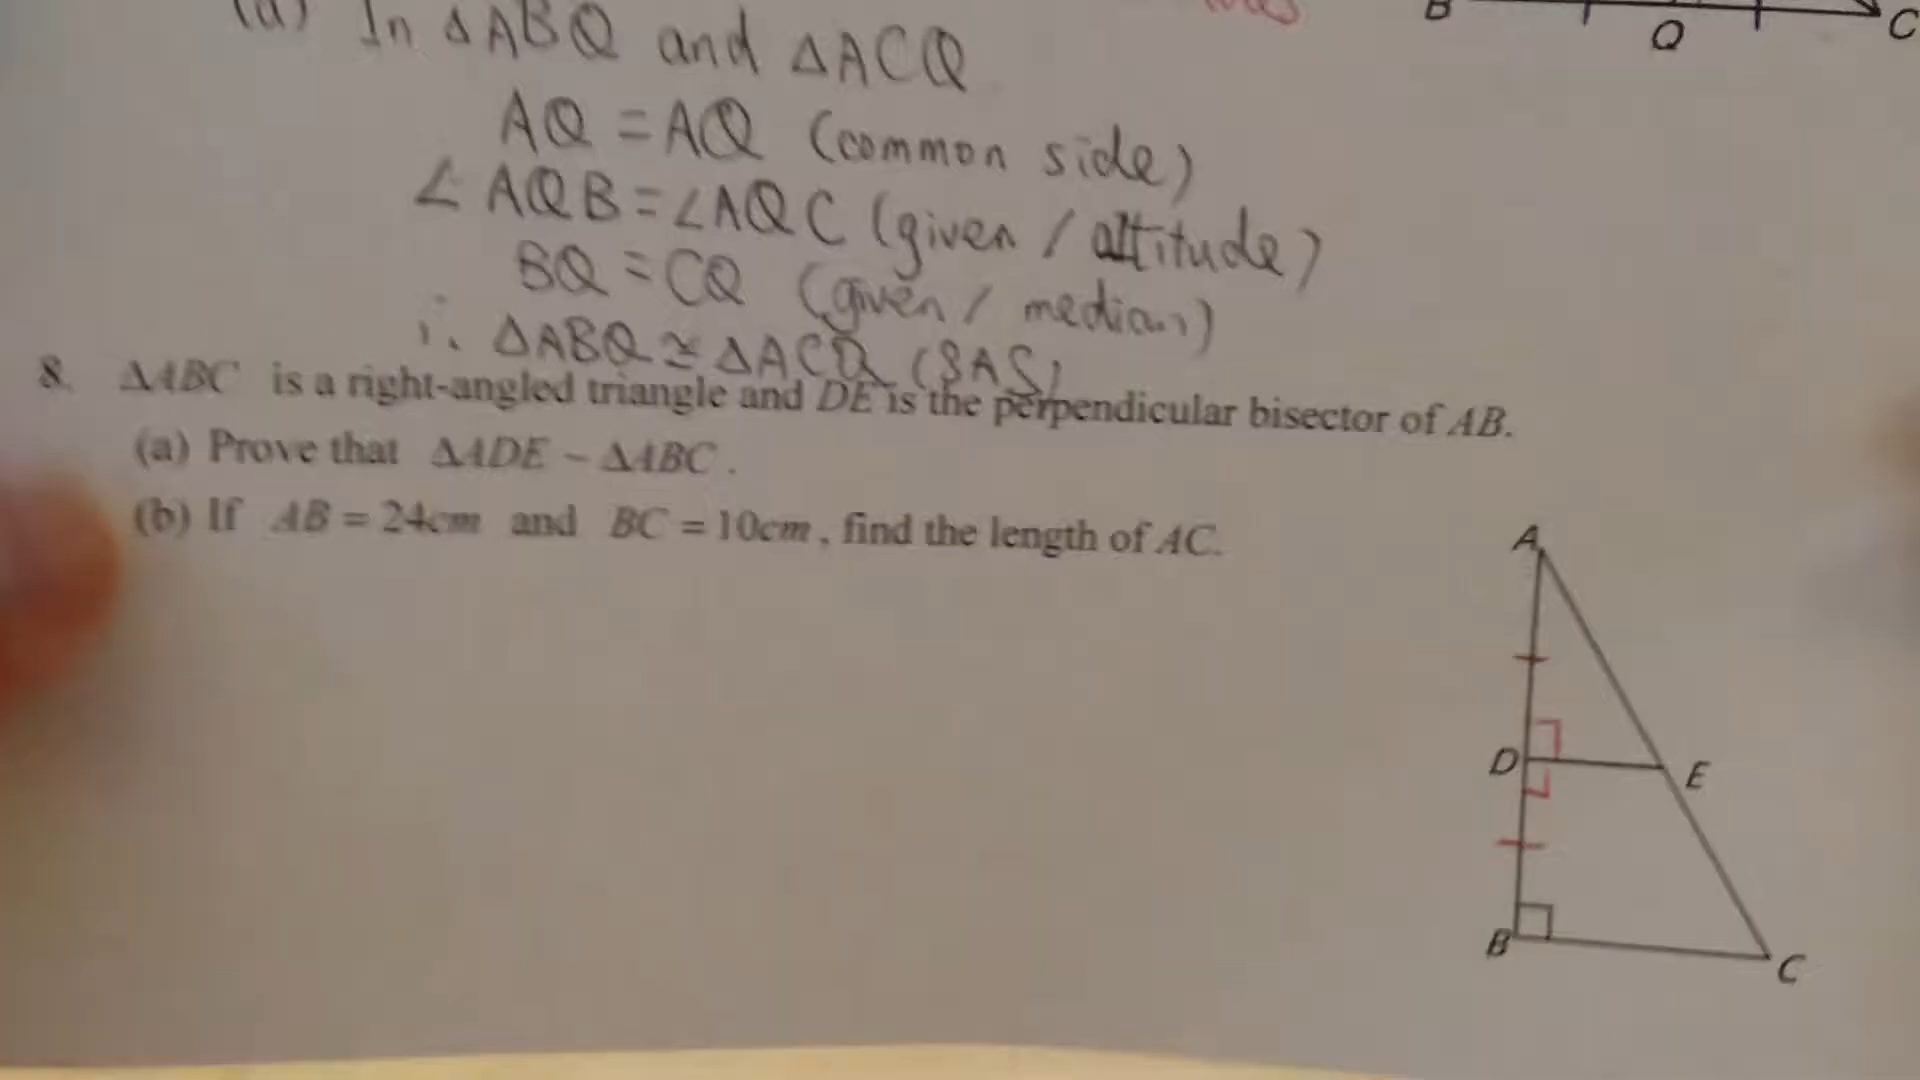 (a) In ΔABQ and ΔACQ
AQ = AQ (common side)
∠AQB = ∠AQC (given / altitude)
BQ = CQ (given / median)
∴ ΔABQ ≅ ΔACQ (SAS)
B
Q
C
8. ΔABC is a right-angled triangle and DE is the perpendicular bisector of AB.
(a) Prove that ΔADE ~ ΔABC.
(b) If AB = 24cm and BC = 10cm, find the length of AC.
A
D
E
B
C